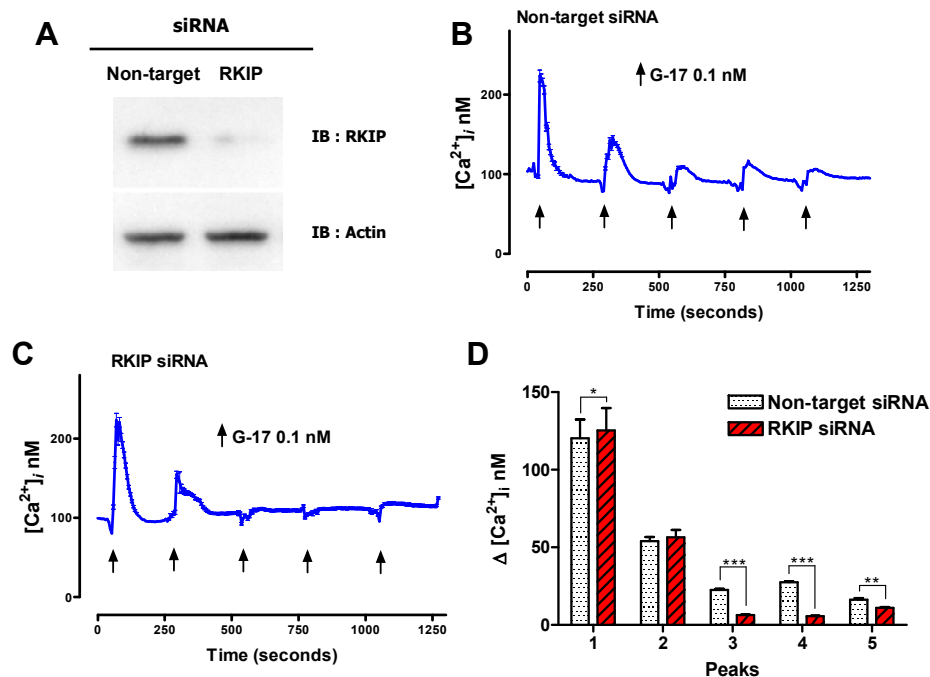 A
siRNA
Non-target RKIP
IB : RKIP
IB : Actin
B
Non-target siRNA
G-17 0.1 nM
[Ca²⁺]ᵢ nM
200
100
0
0 250 500 750 1000 1250
Time (seconds)
C
RKIP siRNA
G-17 0.1 nM
[Ca²⁺]ᵢ nM
200
100
0
0 250 500 750 1000 1250
Time (seconds)
D
Non-target siRNA
RKIP siRNA
Δ [Ca²⁺]ᵢ nM
150
100
50
0
*
***
***
**
1 2 3 4 5
Peaks